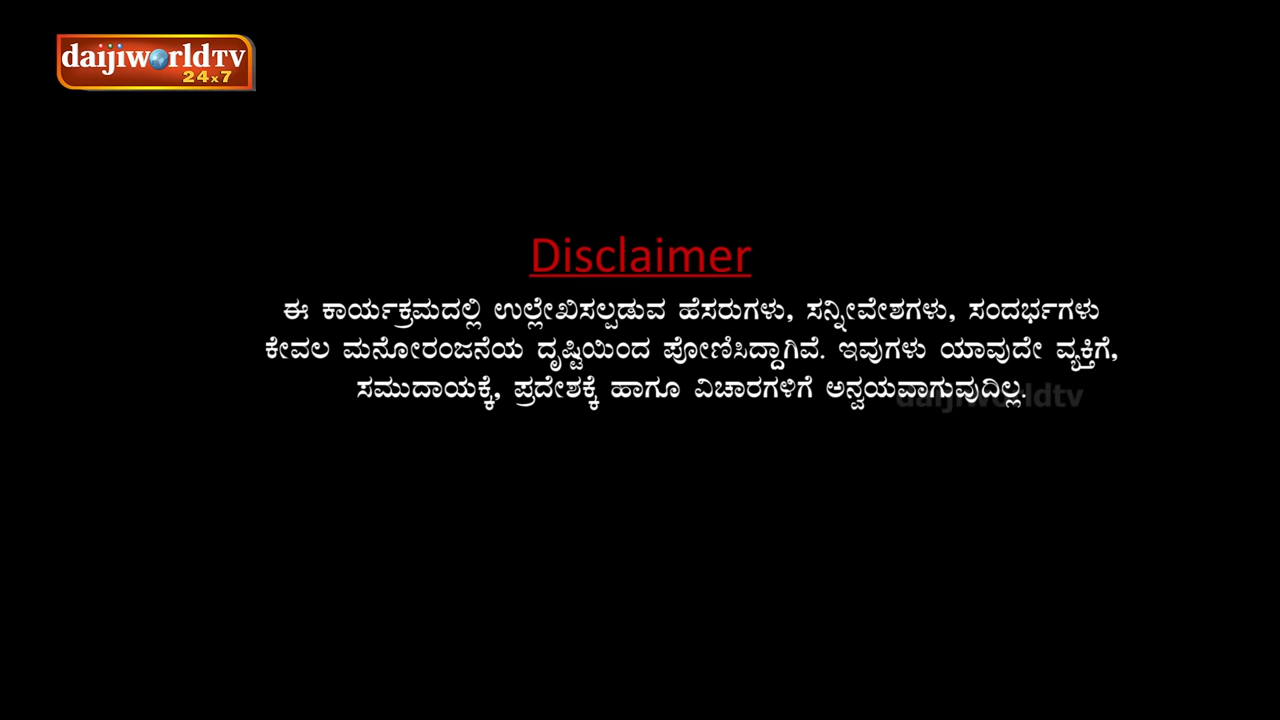 daijiworldTV
24x7
Disclaimer
ಈ ಕಾರ್ಯಕ್ರಮದಲ್ಲಿ ಉಲ್ಲೇಖಿಸಲ್ಪಡುವ ಹೆಸರುಗಳು, ಸನ್ನೀವೇಶಗಳು, ಸಂದರ್ಭಗಳು
ಕೇವಲ ಮನೋರಂಜನೆಯ ದೃಷ್ಟಿಯಿಂದ ಪೋಣಿಸಿದ್ದಾಗಿವೆ. ಇವುಗಳು ಯಾವುದೇ ವ್ಯಕ್ತಿಗೆ,
ಸಮುದಾಯಕ್ಕೆ, ಪ್ರದೇಶಕ್ಕೆ ಹಾಗೂ ವಿಚಾರಗಳಿಗೆ ಅನ್ವಯವಾಗುವುದಿಲ್ಲ.
daijiworldtv